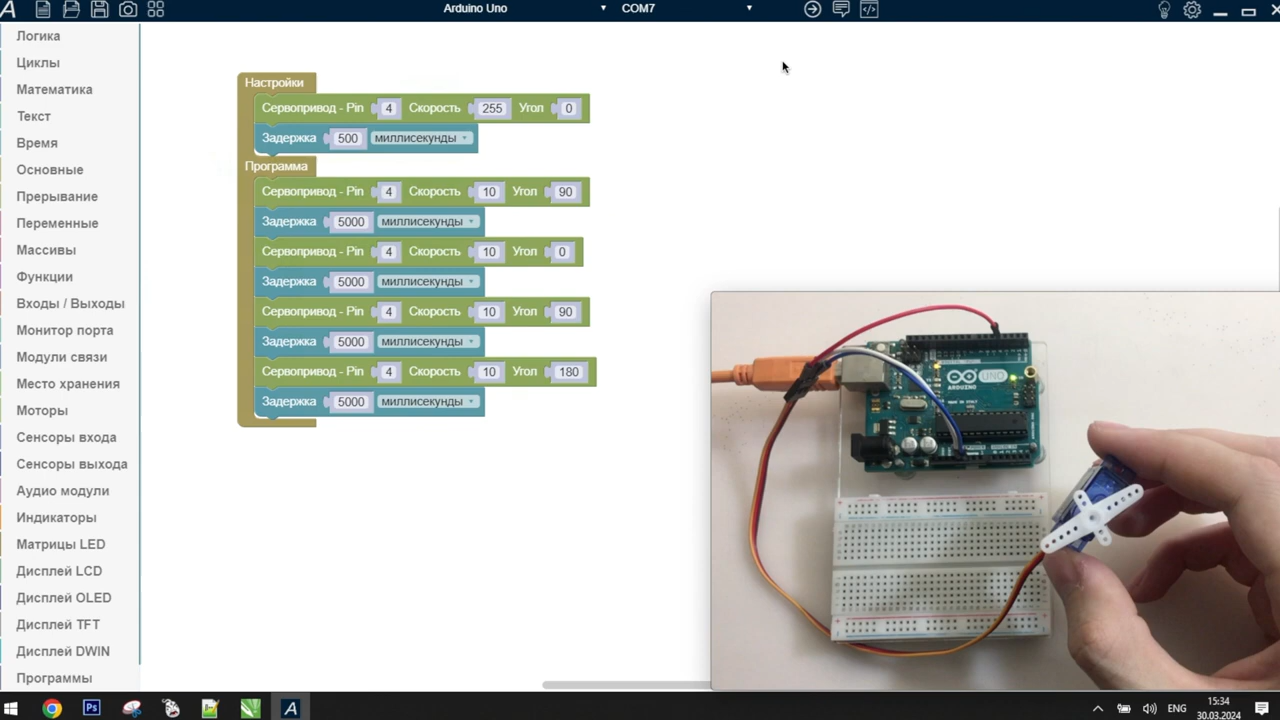 Arduino Uno
COM7
Логика
Циклы
Математика
Текст
Время
Основные
Прерывание
Переменные
Массивы
Функции
Входы / Выходы
Монитор порта
Модули связи
Место хранения
Моторы
Сенсоры входа
Сенсоры выхода
Аудио модули
Индикаторы
Матрицы LED
Дисплей LCD
Дисплей OLED
Дисплей TFT
Дисплей DWIN
Программы
Настройки
Сервопривод - Pin 4 Скорость 255 Угол 0
Задержка 500 миллисекунды
Программа
Сервопривод - Pin 4 Скорость 10 Угол 90
Задержка 5000 миллисекунды
Сервопривод - Pin 4 Скорость 10 Угол 0
Задержка 5000 миллисекунды
Сервопривод - Pin 4 Скорость 10 Угол 90
Задержка 5000 миллисекунды
Сервопривод - Pin 4 Скорость 10 Угол 180
Задержка 5000 миллисекунды
UNO
ARDUINO
Ps
ENG
15:34
30.03.2024